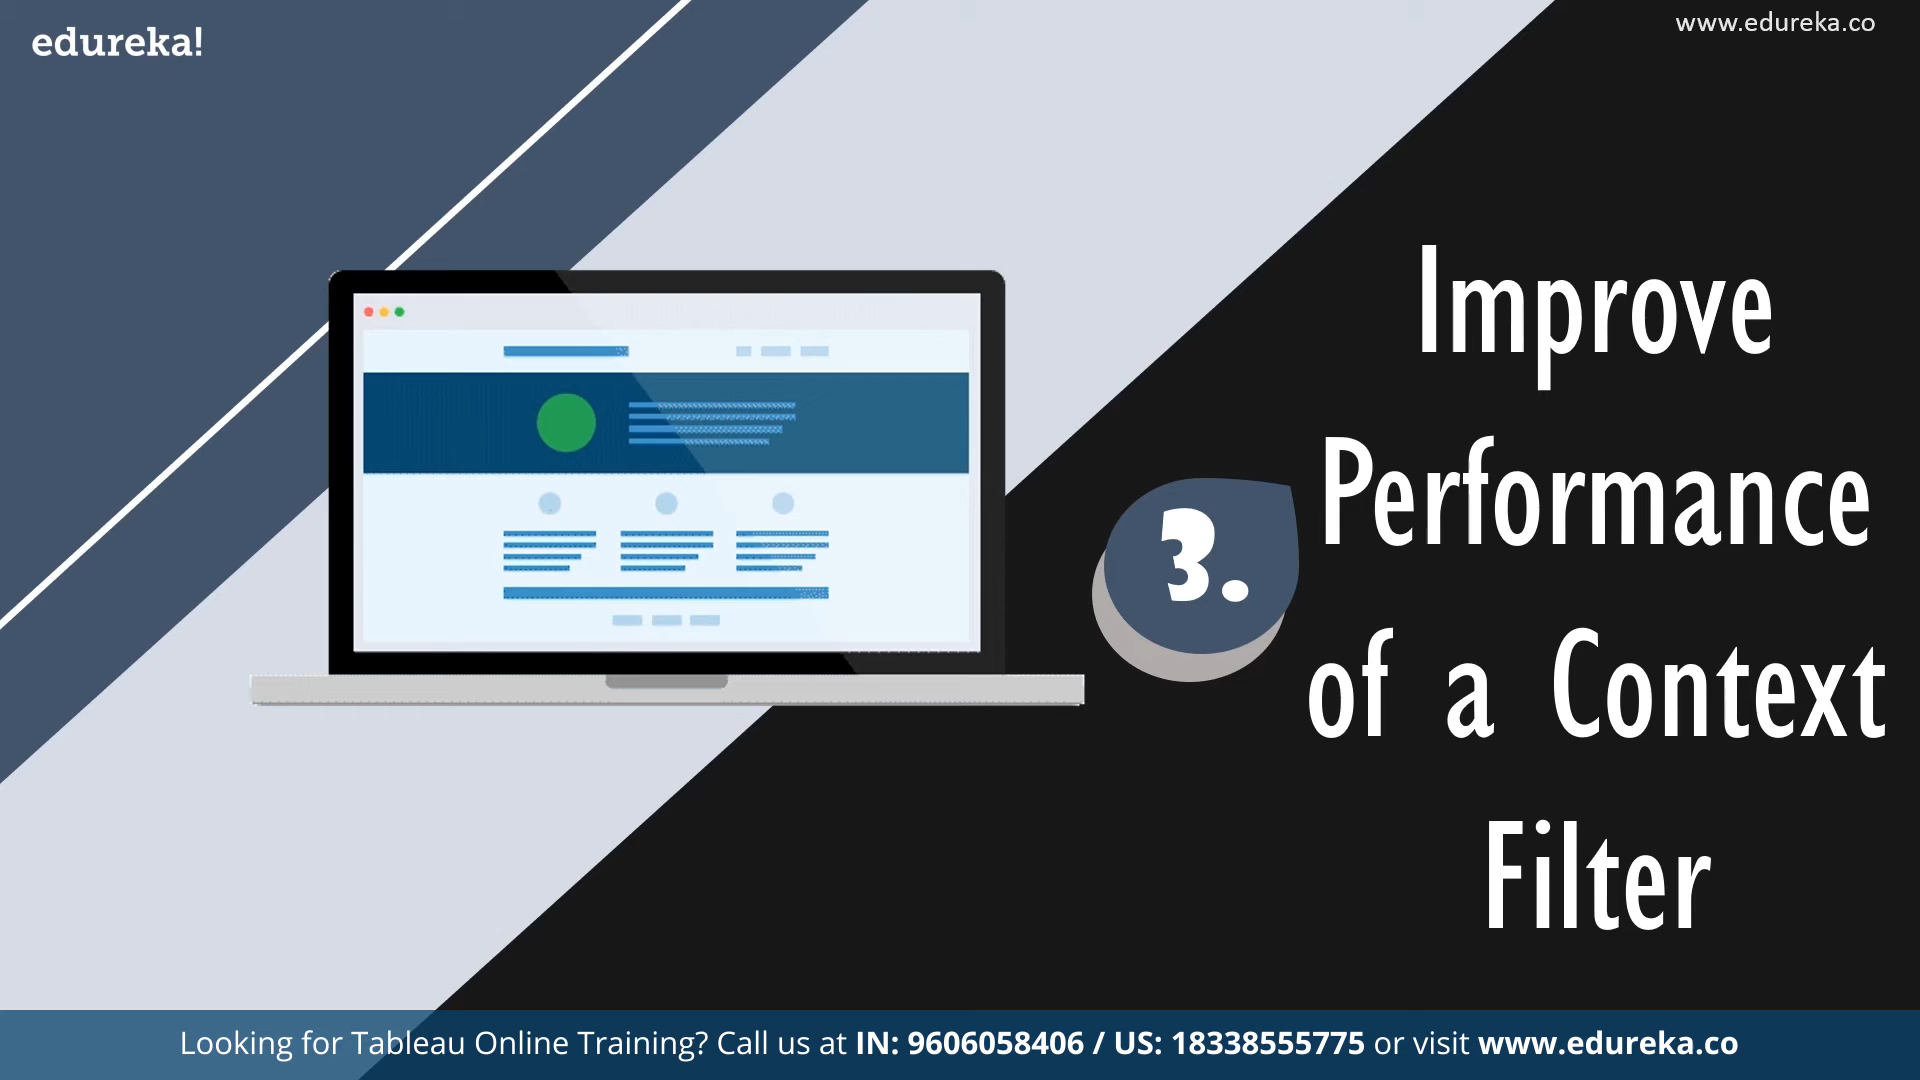 edureka!
www.edureka.co
3.
Improve
Performance
of a Context
Filter
Looking for Tableau Online Training? Call us at IN: 9606058406 / US: 18338555775 or visit www.edureka.co